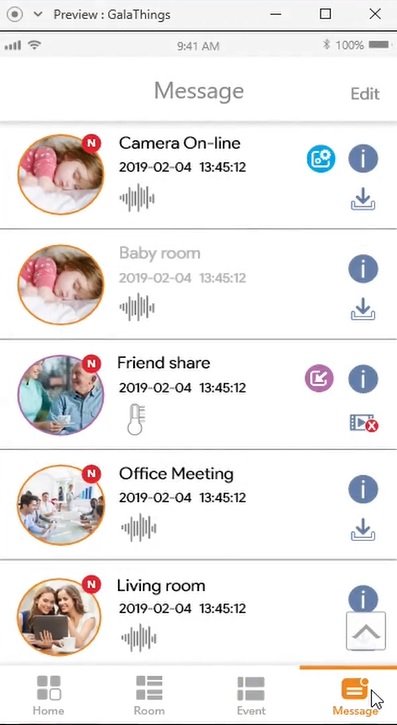 Preview : GalaThings
9:41 AM
100%
Message
Edit
Camera On-line
N
2019-02-04 13:45:12
Baby room
2019-02-04 13:45:12
Friend share
N
2019-02-04 13:45:12
Office Meeting
N
2019-02-04 13:45:12
Living room
N
2019-02-04 13:45:12
Home
Room
Event
Message